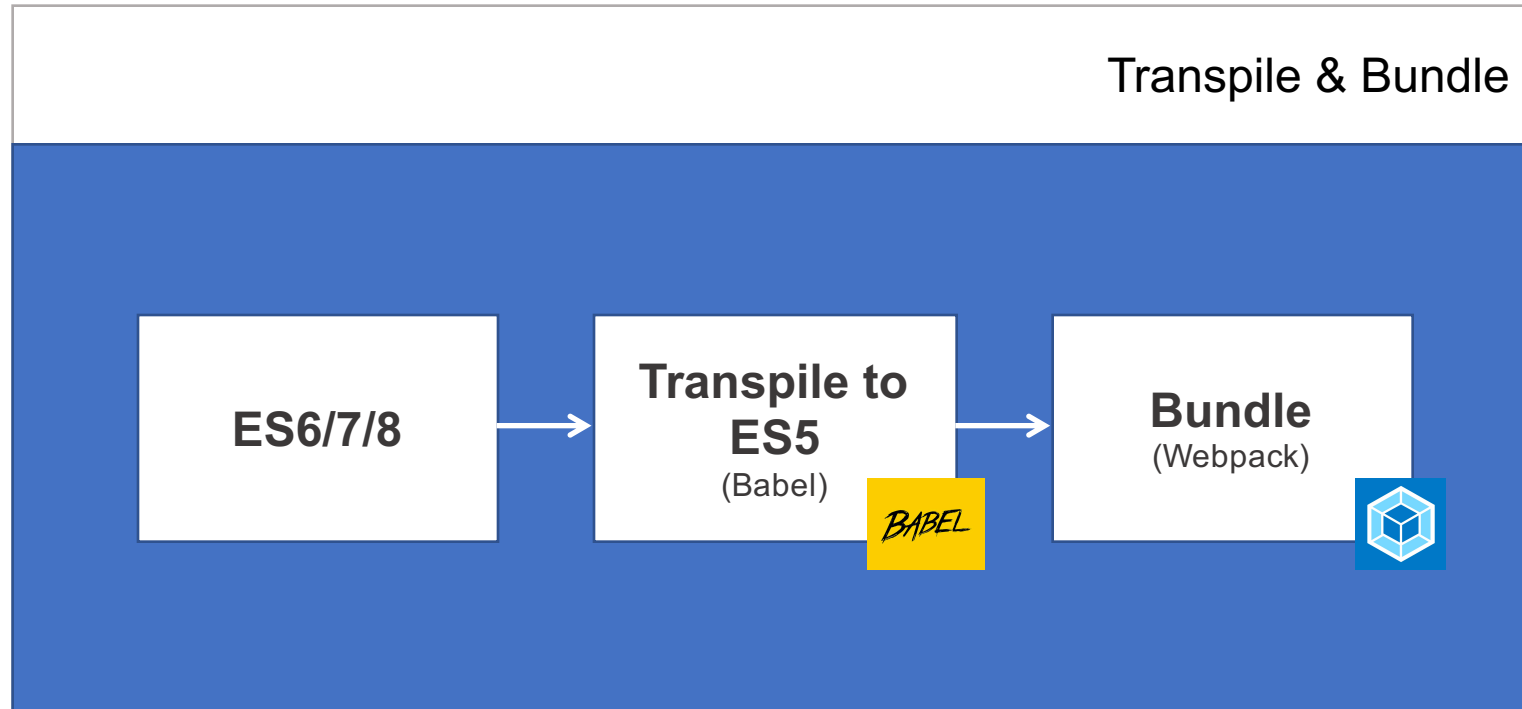 Transpile & Bundle
ES6/7/8
Transpile to
ES5
(Babel)
BABEL
Bundle
(Webpack)